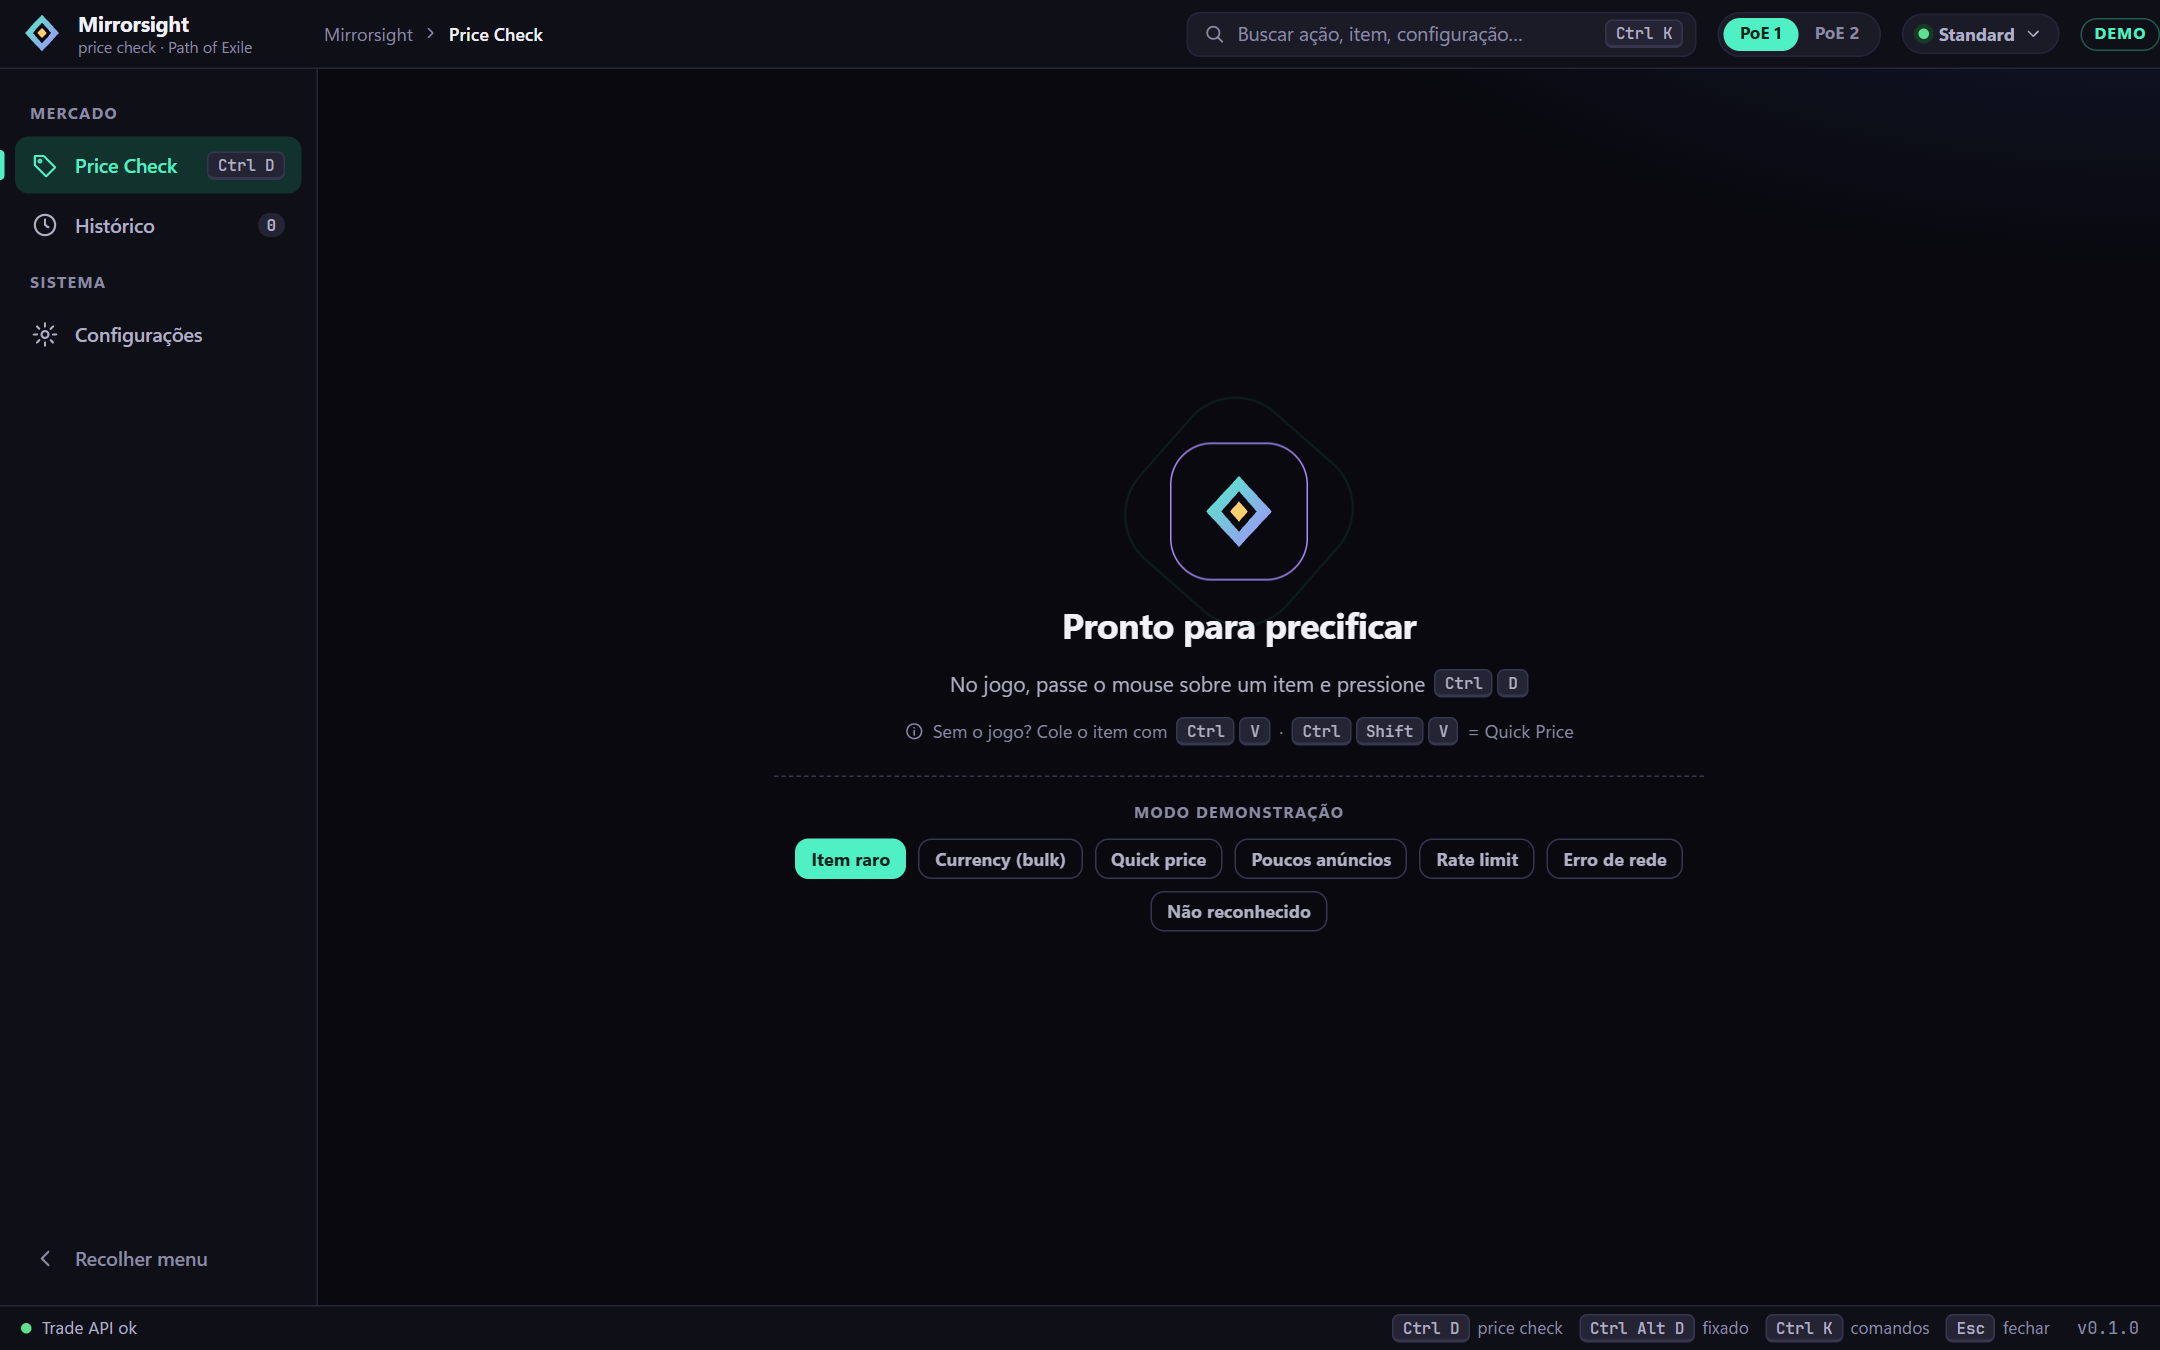 Mirrorsight
price check · Path of Exile
Mirrorsight > Price Check
Buscar ação, item, configuração... Ctrl K
PoE 1 PoE 2
Standard
DEMO
MERCADO
Price Check Ctrl D
Histórico 0
SISTEMA
Configurações
Pronto para precificar
No jogo, passe o mouse sobre um item e pressione Ctrl D
Sem o jogo? Cole o item com Ctrl V · Ctrl Shift V = Quick Price
MODO DEMONSTRAÇÃO
Item raro Currency (bulk) Quick price Poucos anúncios Rate limit Erro de rede
Não reconhecido
Recolher menu
Trade API ok
Ctrl D price check Ctrl Alt D fixado Ctrl K comandos Esc fechar v0.1.0